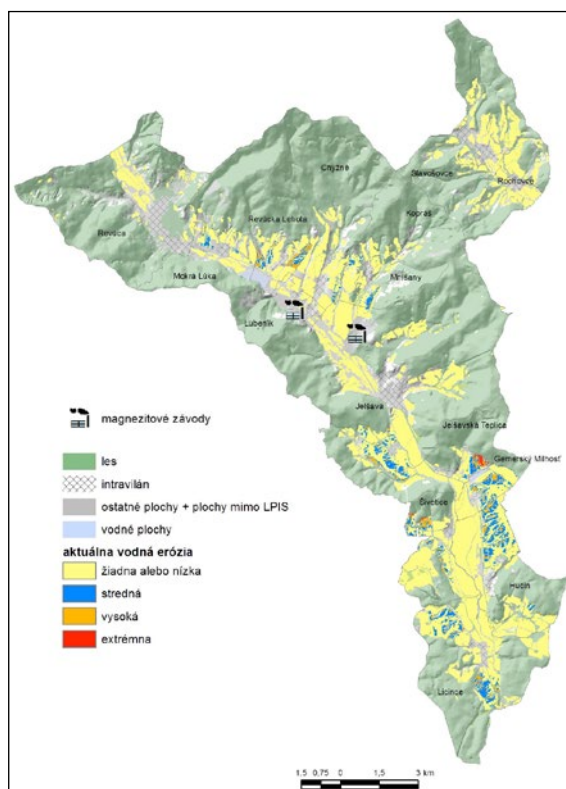 Chyžné
Slavošovce
Rochovce
Kopráš
Revúcka Lehota
Revúca
Mokrá Lúka
Mníšany
Lubeník
Jelšava
Jelšavská Teplica
Gemerský Milhosť
Šivetice
Hucín
Licince
magnezitové závody
les
intravilán
ostatné plochy + plochy mimo LPIS
vodné plochy
aktuálna vodná erózia
žiadna alebo nízka
stredná
vysoká
extrémna
1,5 0,75 0 1,5 3 km